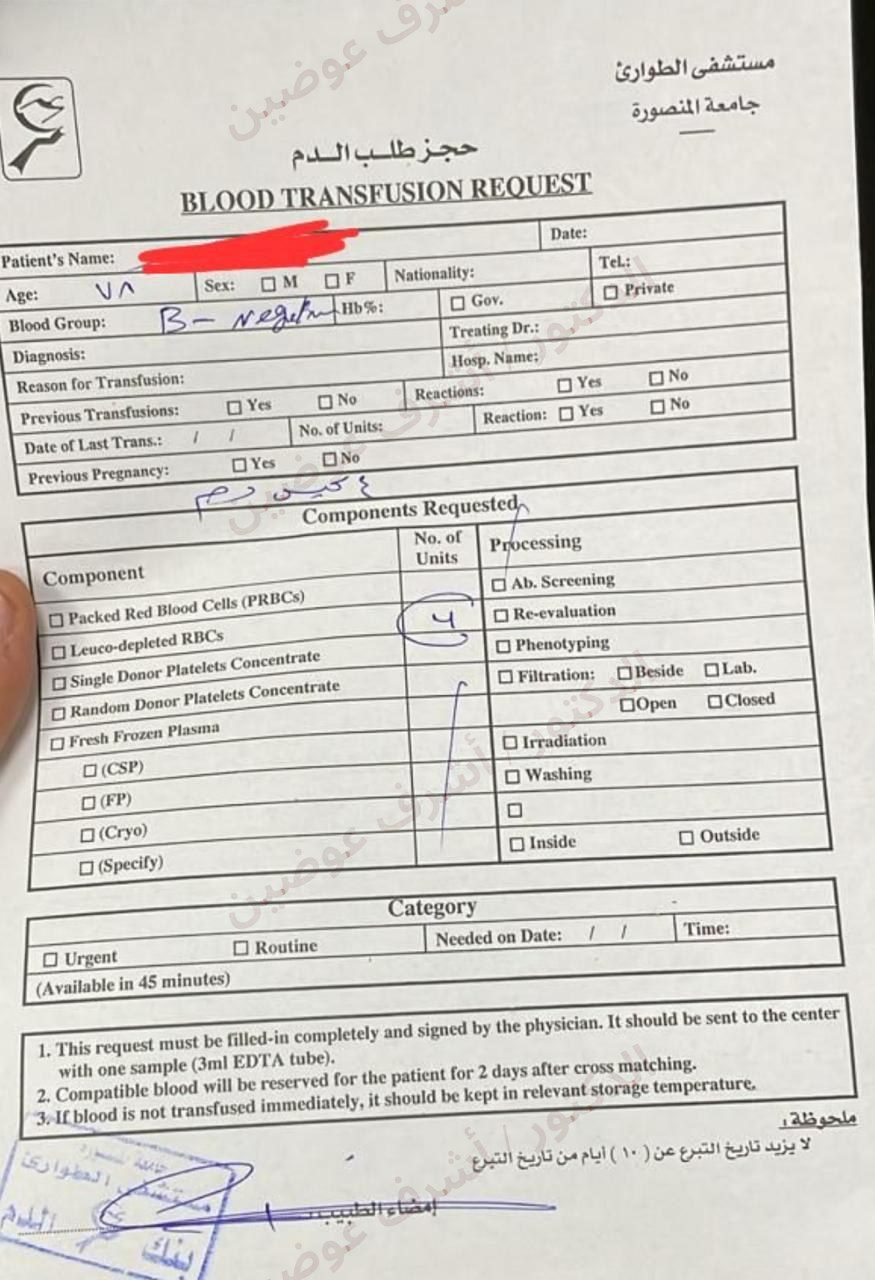 مستشفى الطوارئ
جامعة المنصورة
حجز طلب الدم
BLOOD TRANSFUSION REQUEST
Patient's Name: Date:
Age: ٧٨ Sex: ☐ M ☐ F Nationality: Tel.:
Blood Group: B- Hb%: ☐ Gov. ☐ Private
Diagnosis: Treating Dr.:
Reason for Transfusion: Hosp. Name:
Previous Transfusions: ☐ Yes ☐ No Reactions: ☐ Yes ☐ No
Date of Last Trans.: / / No. of Units: Reaction: ☐ Yes ☐ No
Previous Pregnancy: ☐ Yes ☐ No
٤ كيس دم
Components Requested
Component No. of Units Processing
☐ Packed Red Blood Cells (PRBCs) ☐ Ab. Screening
☐ Leuco-depleted RBCs ☐ Re-evaluation
☐ Single Donor Platelets Concentrate ☐ Phenotyping
☐ Random Donor Platelets Concentrate ☐ Filtration: ☐ Beside ☐ Lab.
☐ Fresh Frozen Plasma ☐ Open ☐ Closed
☐ (CSP) ☐ Irradiation
☐ (FP) ☐ Washing
☐ (Cryo) ☐
☐ (Specify) ☐ Inside ☐ Outside
Category
☐ Urgent ☐ Routine Needed on Date: / / Time:
(Available in 45 minutes)
1. This request must be filled-in completely and signed by the physician. It should be sent to the center
with one sample (3ml EDTA tube).
2. Compatible blood will be reserved for the patient for 2 days after cross matching.
3. If blood is not transfused immediately, it should be kept in relevant storage temperature.
ملحوظة :
لا يزيد تاريخ التبرع عن ( ١٠ ) أيام من تاريخ التبرع
إمضاء الطبيب
جامعة المنصورة
مستشفى الطوارئ
بنك الدم
الدكتور / أشرف عوضين